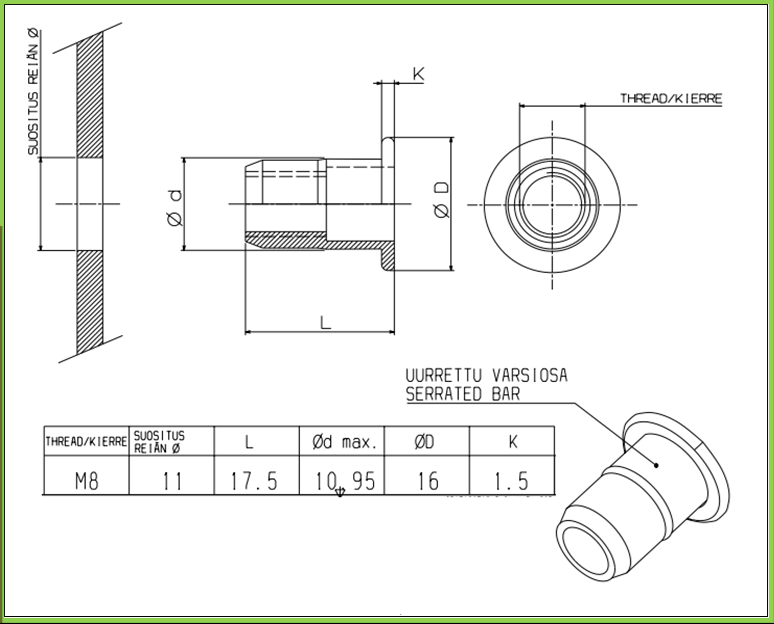 SUOSITUS REIÄN Ø
K
THREAD/KIERRE
Ø d
Ø D
L
UURRETTU VARSIOSA
SERRATED BAR
THREAD/KIERRE SUOSITUS REIÄN Ø L Ød max. ØD K
M8 11 17.5 10,95 16 1.5